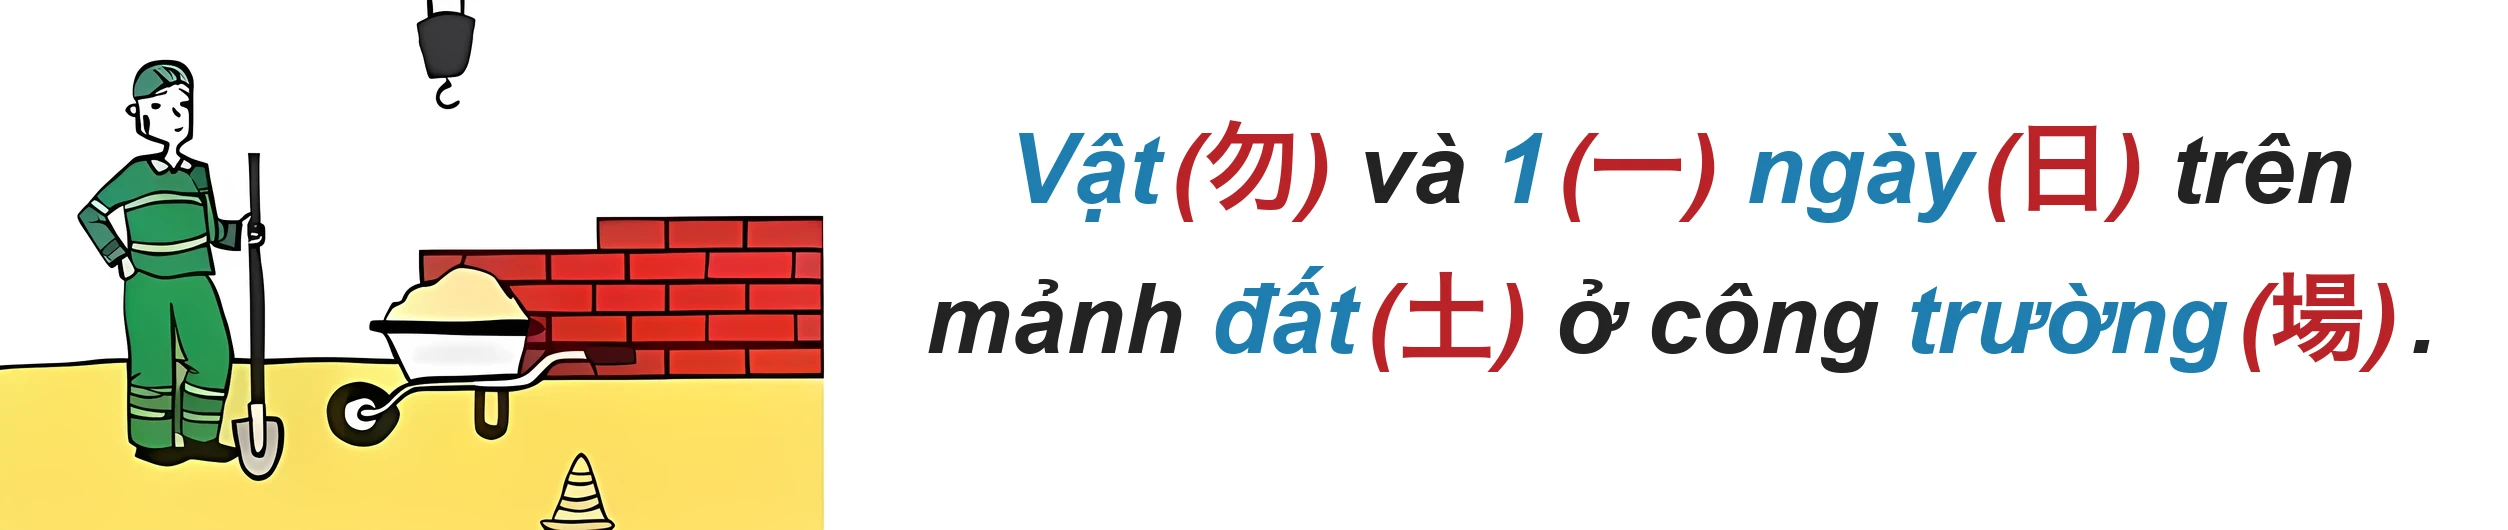 Vật (勿) và 1 (一) ngày (日) trên
mảnh đất (土) ở công trường (場).